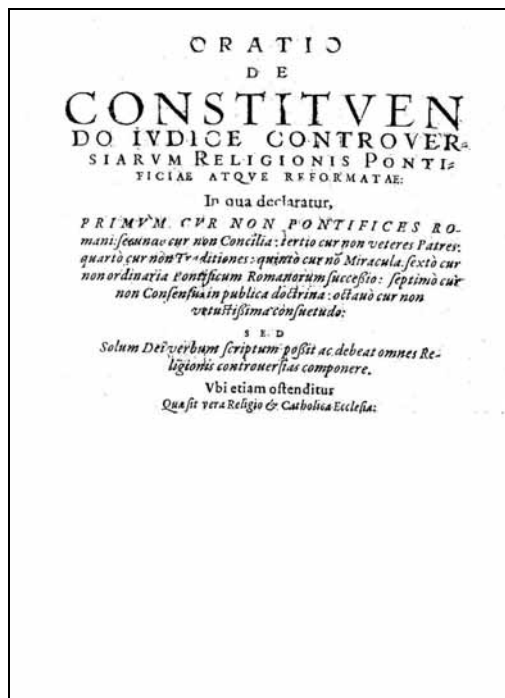 ORATIO
DE
CONSTITVEN
DO IVDICE CONTROVER-
SIARVM RELIGIONIS PONTI-
FICIAE ATQVE REFORMATAE:
In qua declaratur,
PRIMVM CVR NON PONTIFICES RO-
mani: secundo cur non Concilia: tertio cur non veteres Patres:
quartò cur nõn Traditiones: quintò cur nõ Miracula. sextò cur
non ordinaria Pontificum Romanorum successio: septimò cur
non Consensus in publica doctrina: octauò cur non
vetustissima consuetudo:
SED
Solum Dei verbum scriptum possit ac debeat omnes Re-
ligionis controuersias componere.
Vbi etiam ostenditur
Quæ sit vera Religio & Catholica Ecclesia: